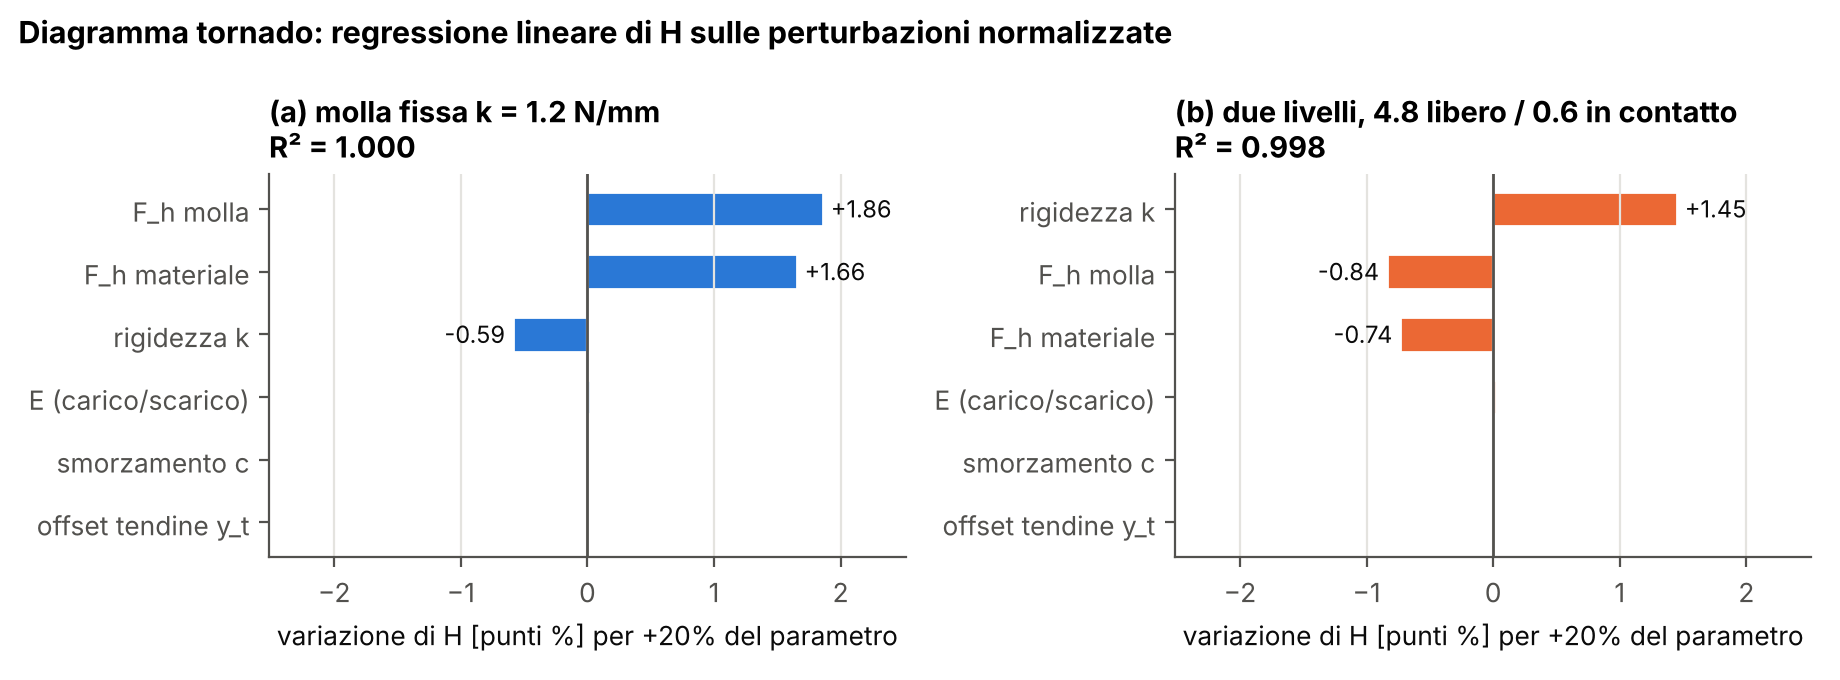 Diagramma tornado: regressione lineare di H sulle perturbazioni normalizzate
(a) molla fissa k = 1.2 N/mm
R² = 1.000
F_h molla
+1.86
F_h materiale
+1.66
rigidezza k
-0.59
E (carico/scarico)
smorzamento c
offset tendine y_t
−2 −1 0 1 2
variazione di H [punti %] per +20% del parametro
(b) due livelli, 4.8 libero / 0.6 in contatto
R² = 0.998
rigidezza k
+1.45
F_h molla
-0.84
F_h materiale
-0.74
E (carico/scarico)
smorzamento c
offset tendine y_t
−2 −1 0 1 2
variazione di H [punti %] per +20% del parametro